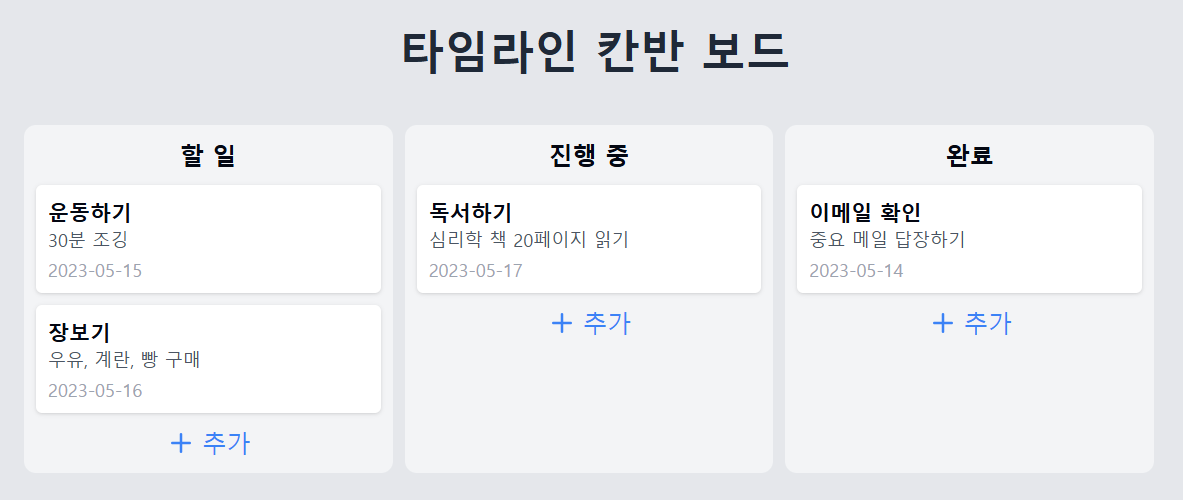 타임라인 칸반 보드
할 일
운동하기
30분 조깅
2023-05-15
장보기
우유, 계란, 빵 구매
2023-05-16
+ 추가
진행 중
독서하기
심리학 책 20페이지 읽기
2023-05-17
+ 추가
완료
이메일 확인
중요 메일 답장하기
2023-05-14
+ 추가